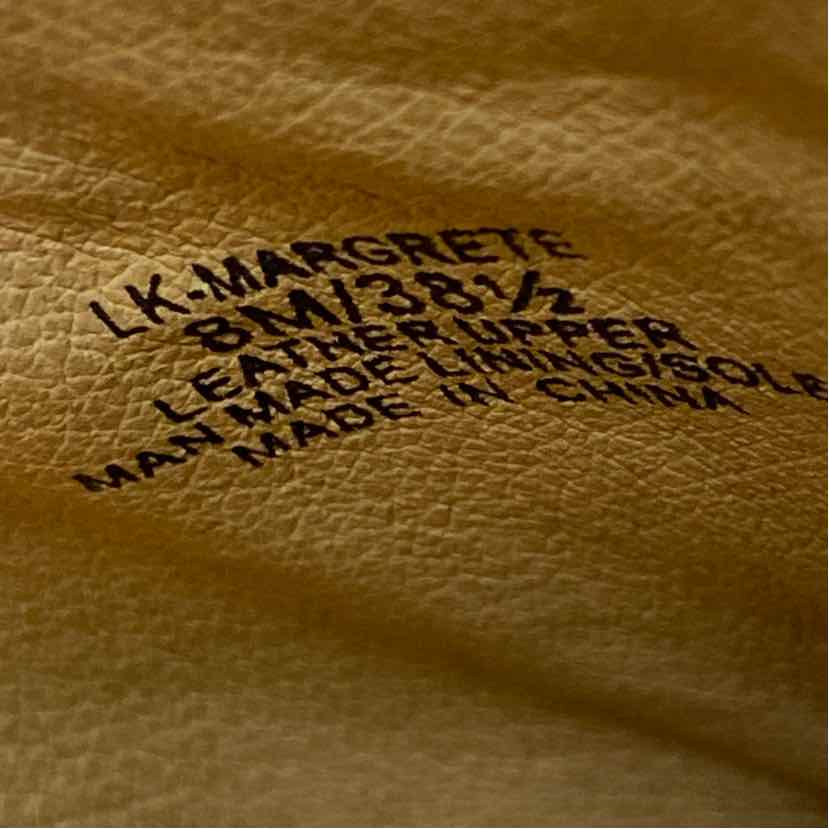 LK-MARGRETE
8M/38½
LEATHER UPPER
MAN MADE LINING/SOLE
MADE IN CHINA